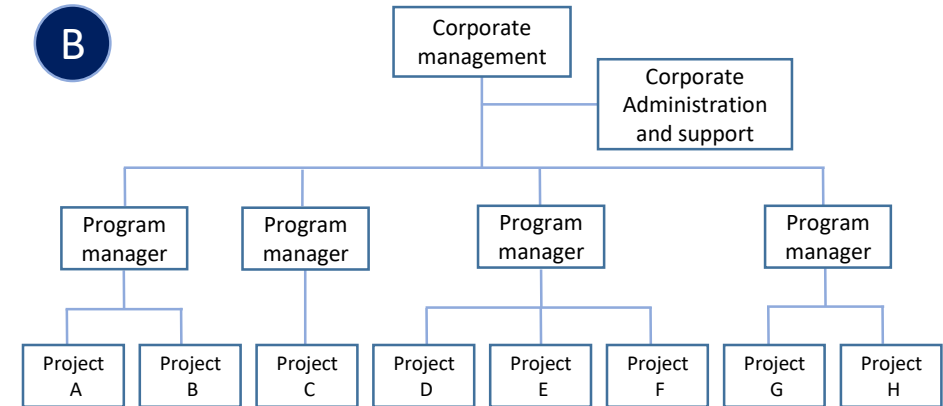 B
Corporate
management
Corporate
Administration
and support
Program
manager
Program
manager
Program
manager
Program
manager
Project
A
Project
B
Project
C
Project
D
Project
E
Project
F
Project
G
Project
H